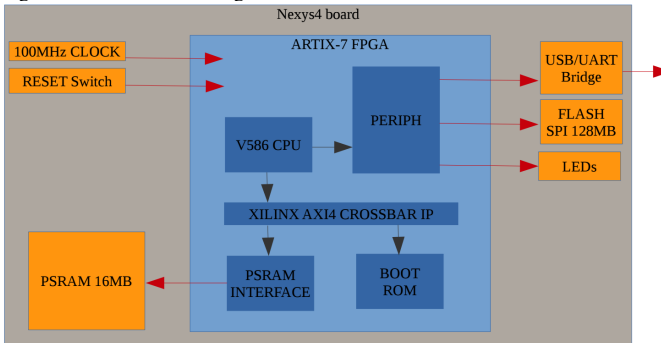 Nexys4 board
ARTIX-7 FPGA
100MHz CLOCK
RESET Switch
USB/UART
Bridge
FLASH
SPI 128MB
LEDs
PERIPH
V586 CPU
XILINX AXI4 CROSSBAR IP
PSRAM 16MB
PSRAM
INTERFACE
BOOT
ROM